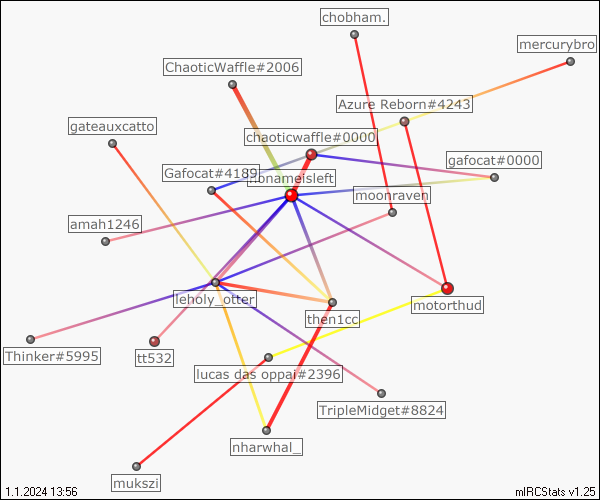 chobham.
mercurybro
ChaoticWaffle#2006
Azure Reborn#4243
gateauxcatto
chaoticwaffle#0000
gafocat#0000
Gafocat#4189
nonameisleft
moonraven
amah1246
leholy_otter
motorthud
then1cc
Thinker#5995
tt532
lucas das oppai#2396
TripleMidget#8824
nharwhal_
mukszi
1.1.2024 13:56
mIRCStats v1.25